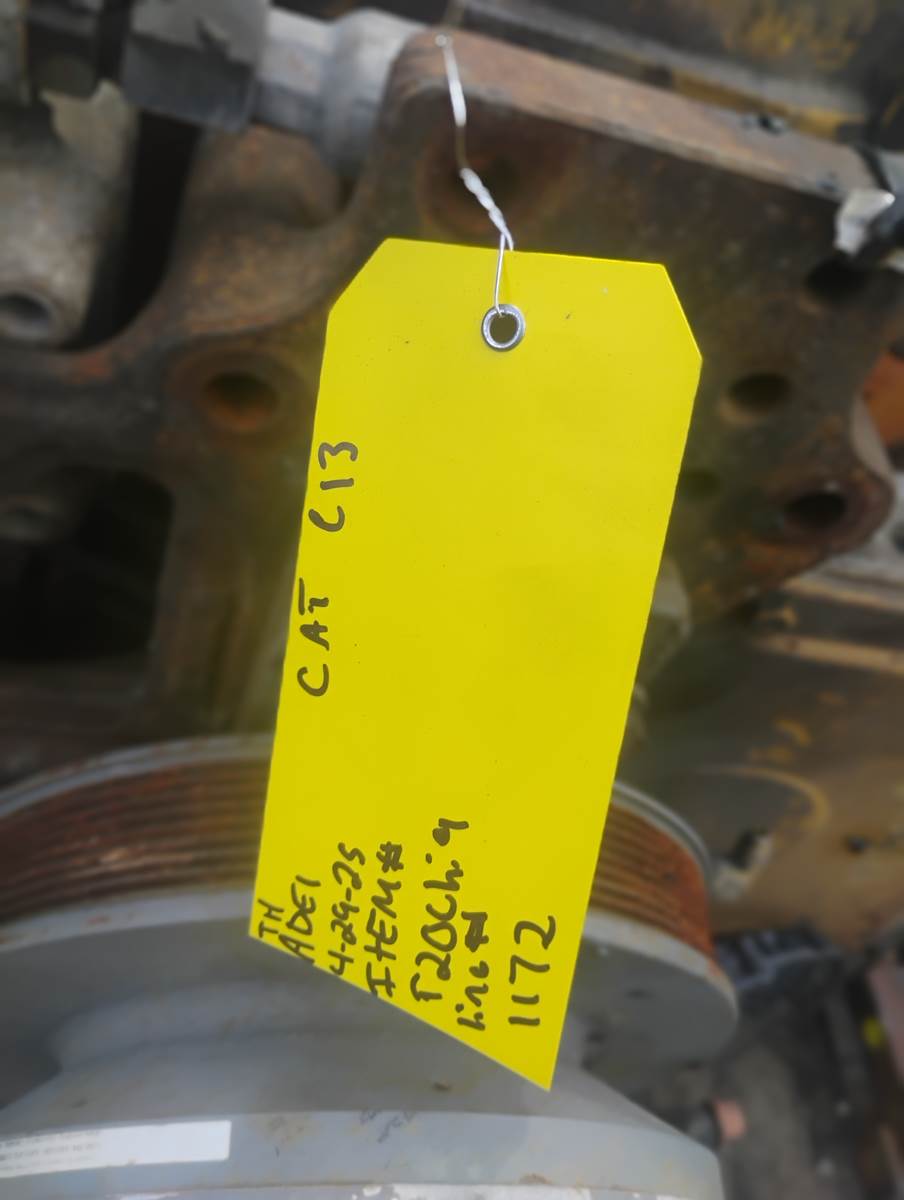 CAT C13
TH
ADEI
4-29-25
ItEM#
line #
1172